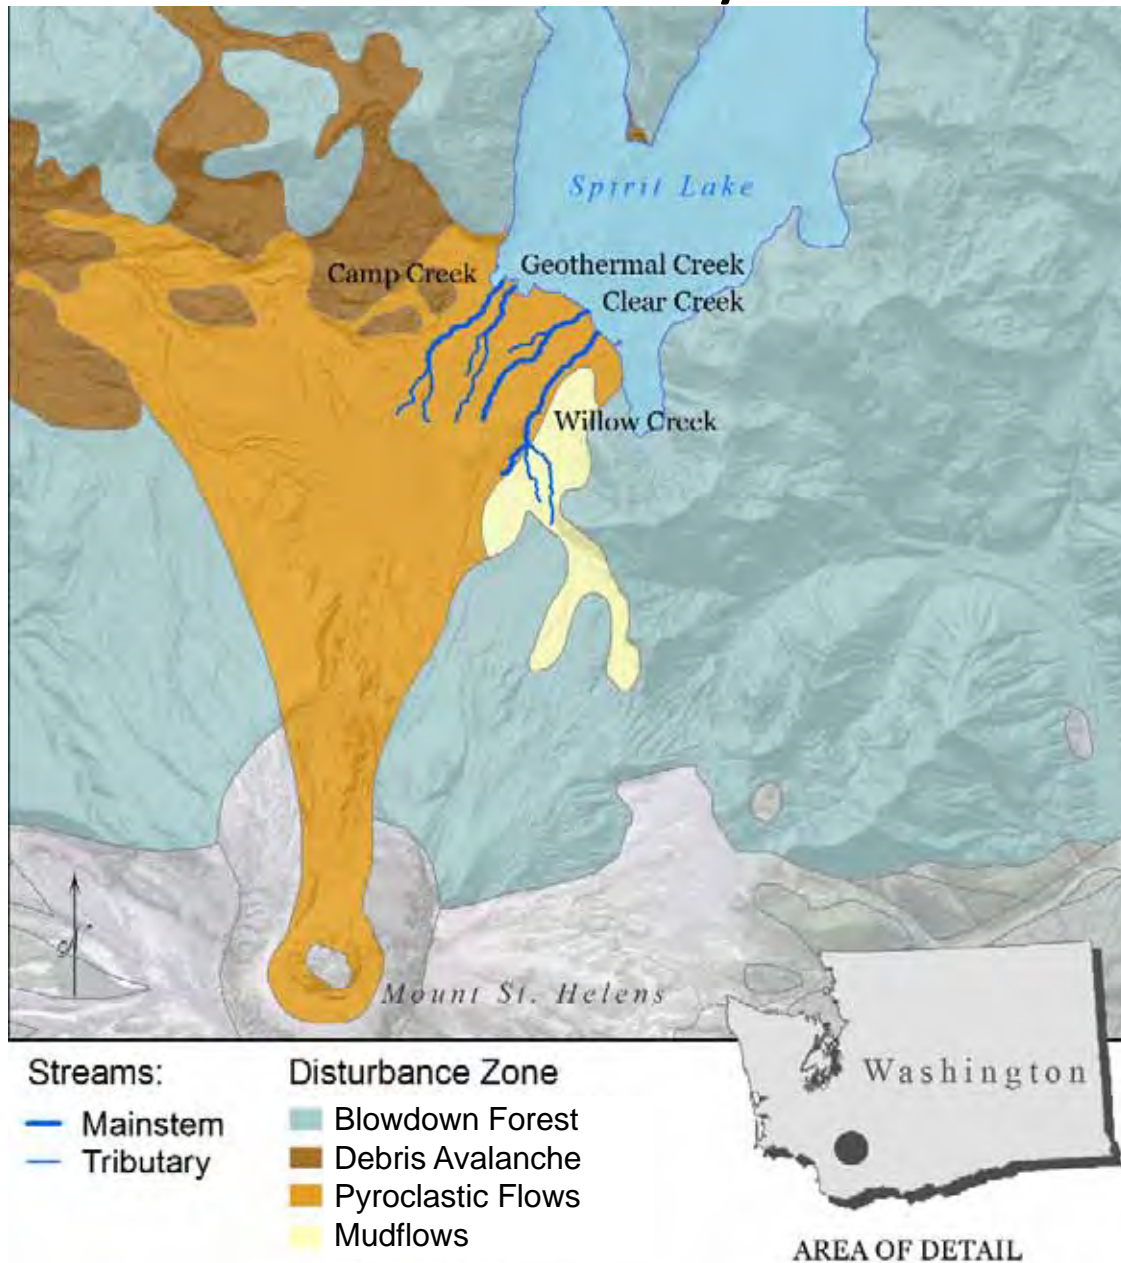 Spirit Lake
Geothermal Creek
Camp Creek
Clear Creek
Willow Creek
N
Mount St. Helens
Streams:
Mainstem
Tributary
Disturbance Zone
Blowdown Forest
Debris Avalanche
Pyroclastic Flows
Mudflows
Washington
AREA OF DETAIL